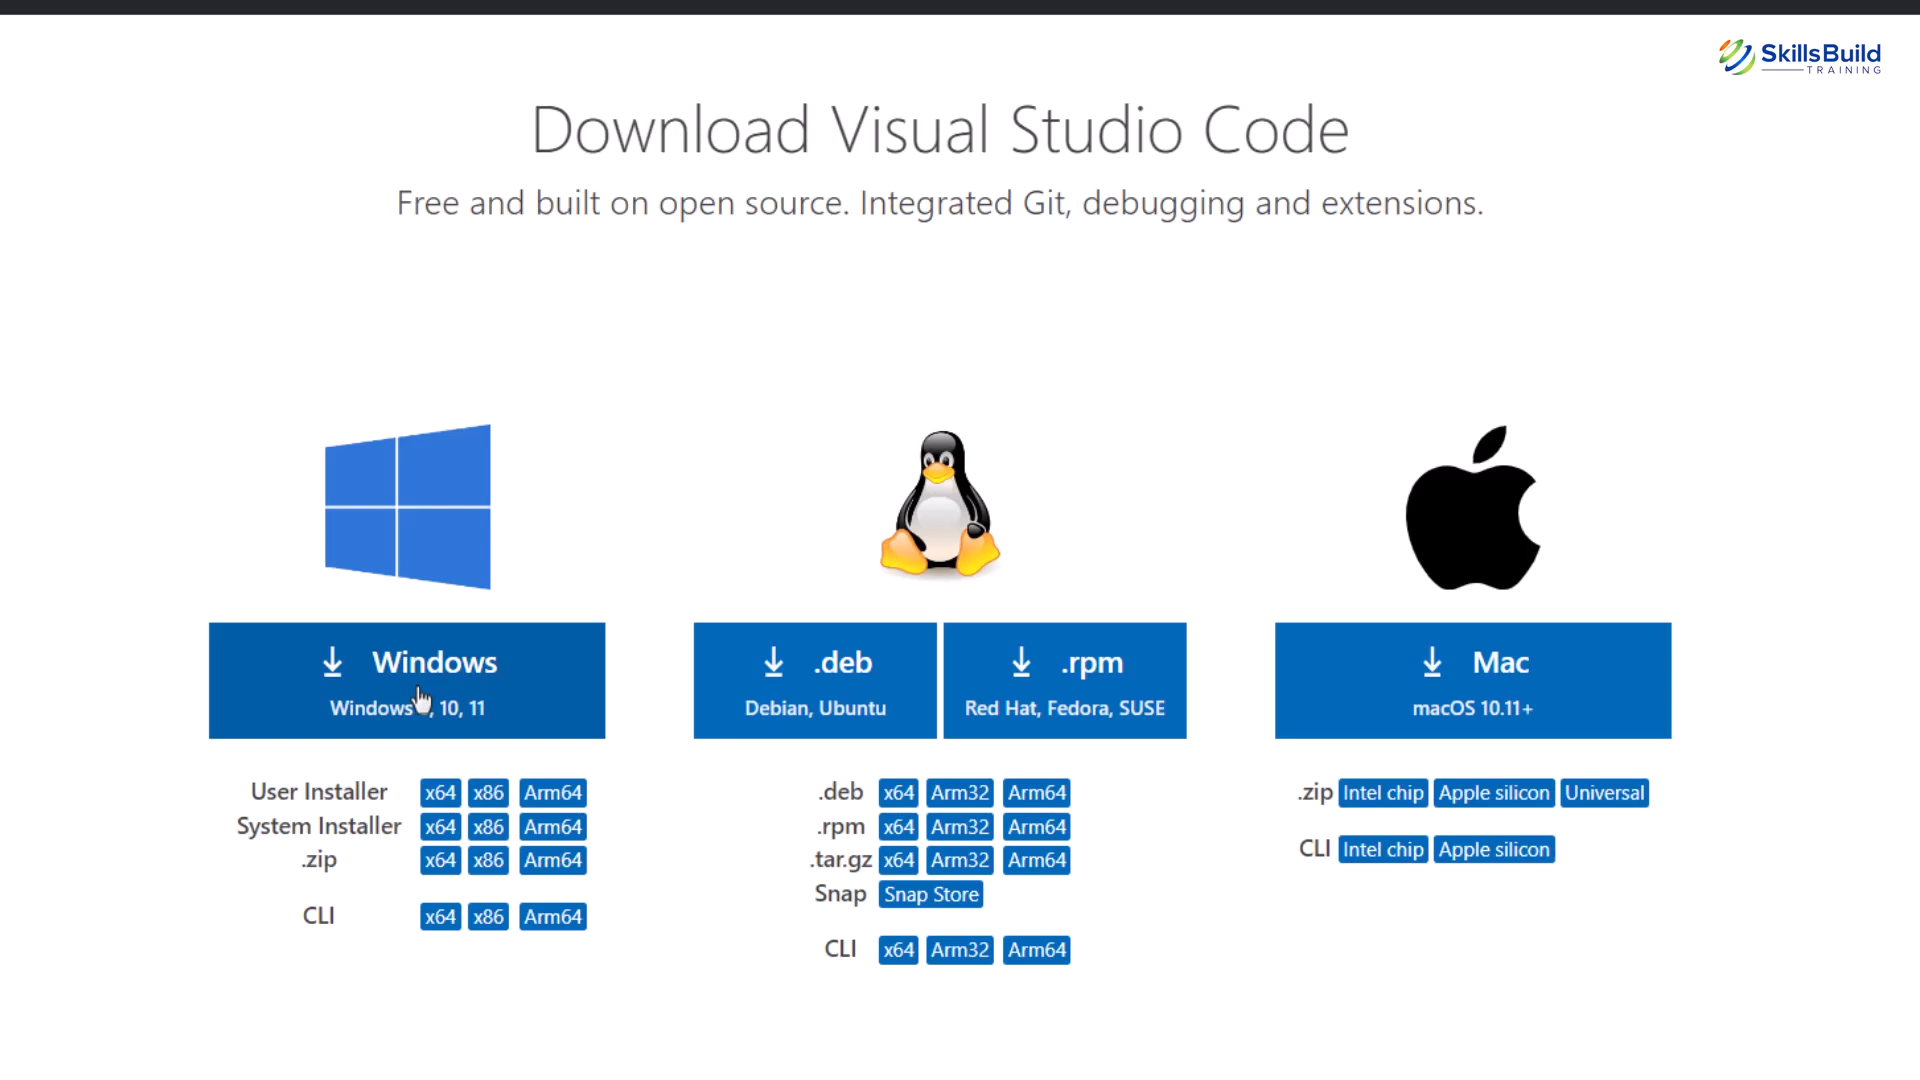 SkillsBuild
TRAINING
Download Visual Studio Code
Free and built on open source. Integrated Git, debugging and extensions.
Windows
Windows , 10, 11
.deb
Debian, Ubuntu
.rpm
Red Hat, Fedora, SUSE
Mac
macOS 10.11+
User Installer x64 x86 Arm64
System Installer x64 x86 Arm64
.zip x64 x86 Arm64
CLI x64 x86 Arm64
.deb x64 Arm32 Arm64
.rpm x64 Arm32 Arm64
.tar.gz x64 Arm32 Arm64
Snap Snap Store
CLI x64 Arm32 Arm64
.zip Intel chip Apple silicon Universal
CLI Intel chip Apple silicon